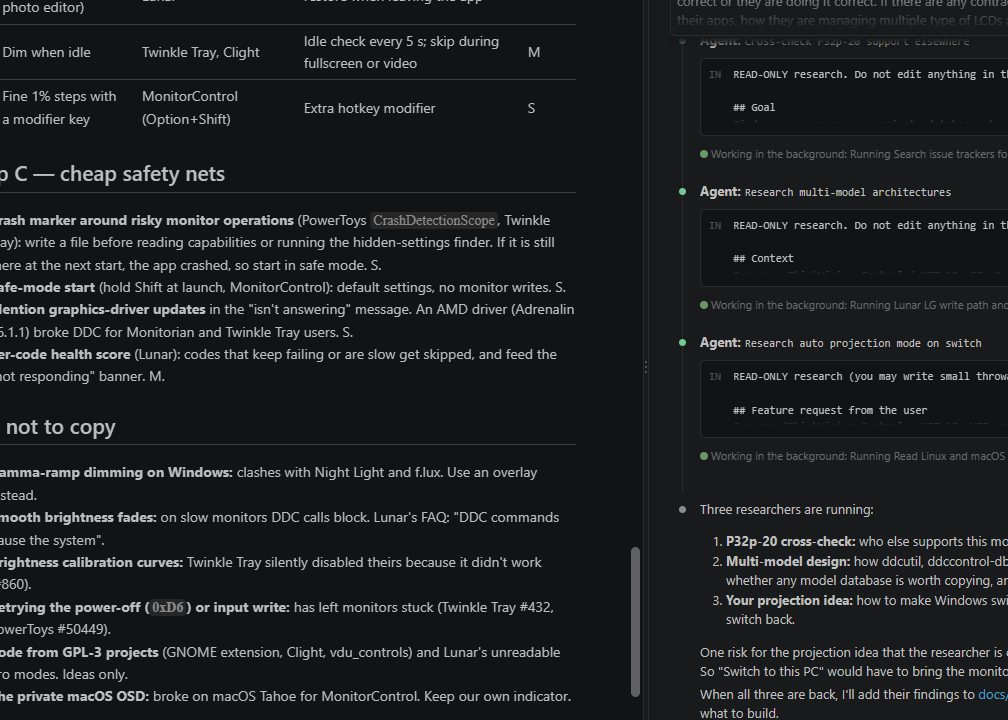 photo editor)
Dim when idle
Twinkle Tray, Clight
Idle check every 5 s; skip during
fullscreen or video
M
Fine 1% steps with
a modifier key
MonitorControl
(Option+Shift)
Extra hotkey modifier
S
p C — cheap safety nets
rash marker around risky monitor operations (PowerToys CrashDetectionScope, Twinkle
ay): write a file before reading capabilities or running the hidden-settings finder. If it is still
here at the next start, the app crashed, so start in safe mode. S.
afe-mode start (hold Shift at launch, MonitorControl): default settings, no monitor writes. S.
ention graphics-driver updates in the "isn't answering" message. An AMD driver (Adrenalin
5.1.1) broke DDC for Monitorian and Twinkle Tray users. S.
er-code health score (Lunar): codes that keep failing or are slow get skipped, and feed the
not responding" banner. M.
not to copy
amma-ramp dimming on Windows: clashes with Night Light and f.lux. Use an overlay
stead.
mooth brightness fades: on slow monitors DDC calls block. Lunar's FAQ: "DDC commands
ause the system".
rightness calibration curves: Twinkle Tray silently disabled theirs because it didn't work
#860).
etrying the power-off (0xD6) or input write: has left monitors stuck (Twinkle Tray #432,
owerToys #50449).
ode from GPL-3 projects (GNOME extension, Clight, vdu_controls) and Lunar's unreadable
ro modes. Ideas only.
he private macOS OSD: broke on macOS Tahoe for MonitorControl. Keep our own indicator.
correct or they are doing it correct. If there are any contra
their apps, how they are managing multiple type of LCDs a
Agent: Cross-check P32p-20 support elsewhere
IN READ-ONLY research. Do not edit anything in th
## Goal
Working in the background: Running Search issue trackers fo
Agent: Research multi-model architectures
IN READ-ONLY research. Do not edit anything in th
## Context
Working in the background: Running Lunar LG write path and
Agent: Research auto projection mode on switch
IN READ-ONLY research (you may write small throwa
## Feature request from the user
Working in the background: Running Read Linux and macOS
Three researchers are running:
1. P32p-20 cross-check: who else supports this mo
2. Multi-model design: how ddcutil, ddccontrol-db
whether any model database is worth copying, an
3. Your projection idea: how to make Windows swi
switch back.
One risk for the projection idea that the researcher is c
So "Switch to this PC" would have to bring the monito
When all three are back, I'll add their findings to docs/
what to build.